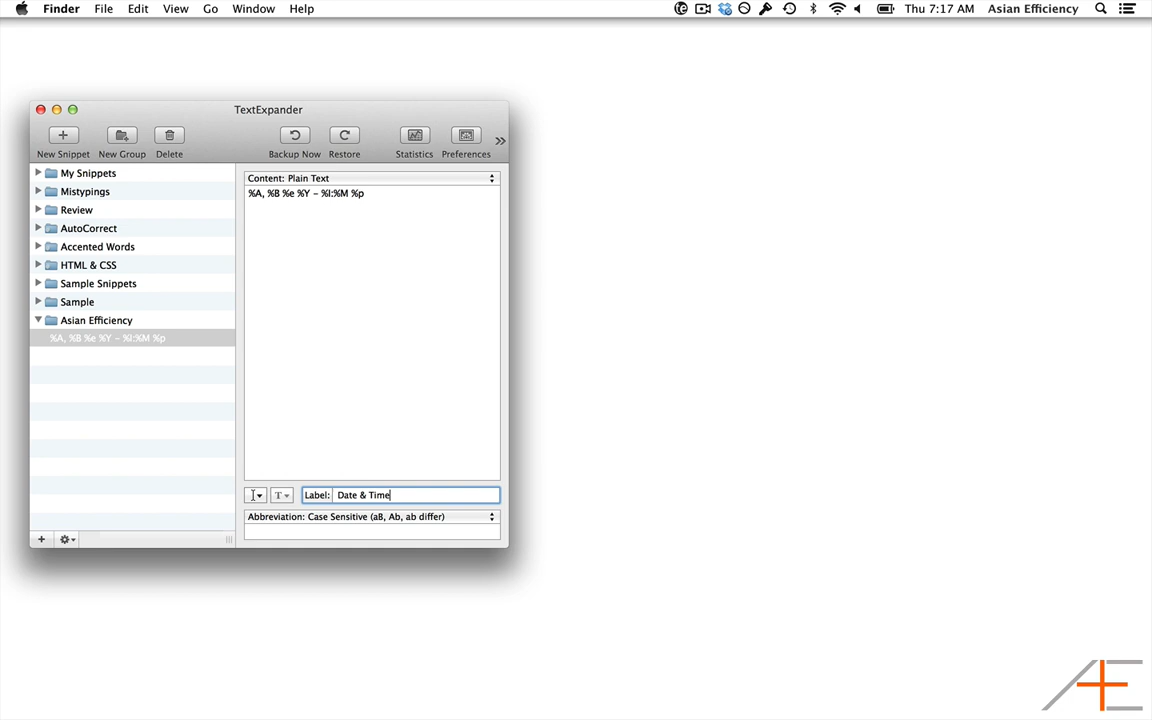 Finder File Edit View Go Window Help Thu 7:17 AM Asian Efficiency
TextExpander
New Snippet New Group Delete Backup Now Restore Statistics Preferences
My Snippets
Mistypings
Review
AutoCorrect
Accented Words
HTML & CSS
Sample Snippets
Sample
Asian Efficiency
%A, %B %e %Y - %I:%M %p
Content: Plain Text
%A, %B %e %Y - %I:%M %p
Label: Date & Time
Abbreviation: Case Sensitive (aB, Ab, ab differ)
AE